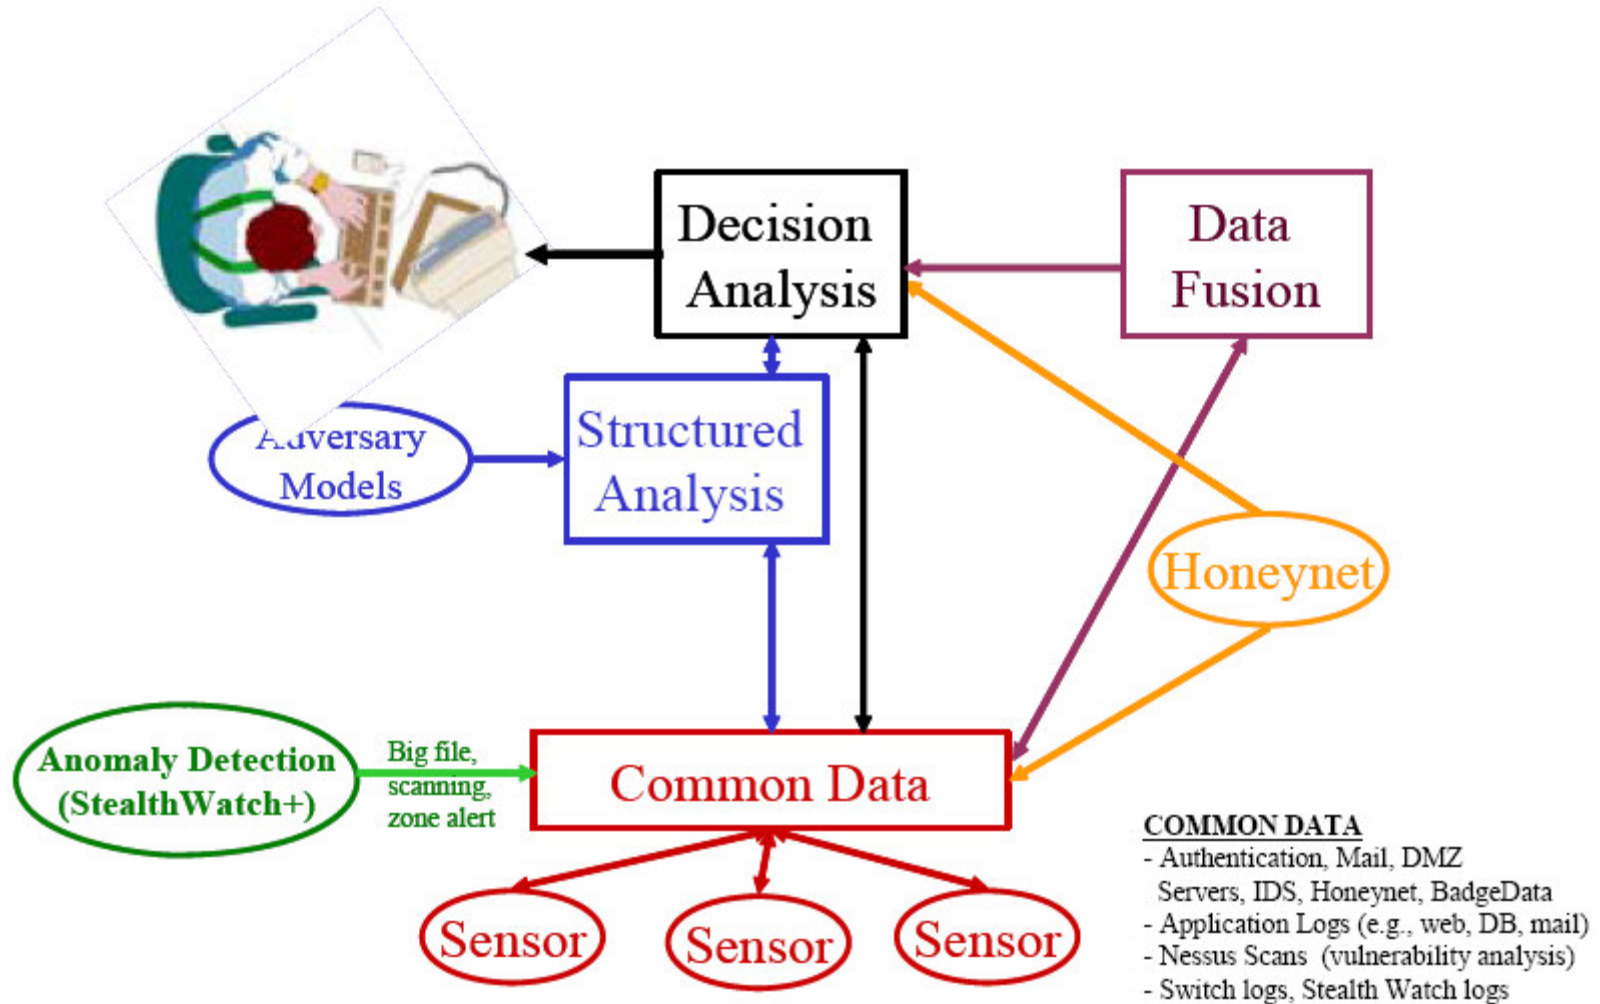 Decision
Analysis
Data
Fusion
Adversary
Models
Structured
Analysis
Honeynet
Anomaly Detection
(StealthWatch+)
Big file,
scanning,
zone alert
Common Data
Sensor
Sensor
Sensor
COMMON DATA
- Authentication, Mail, DMZ
Servers, IDS, Honeynet, BadgeData
- Application Logs (e.g., web, DB, mail)
- Nessus Scans (vulnerability analysis)
- Switch logs, Stealth Watch logs